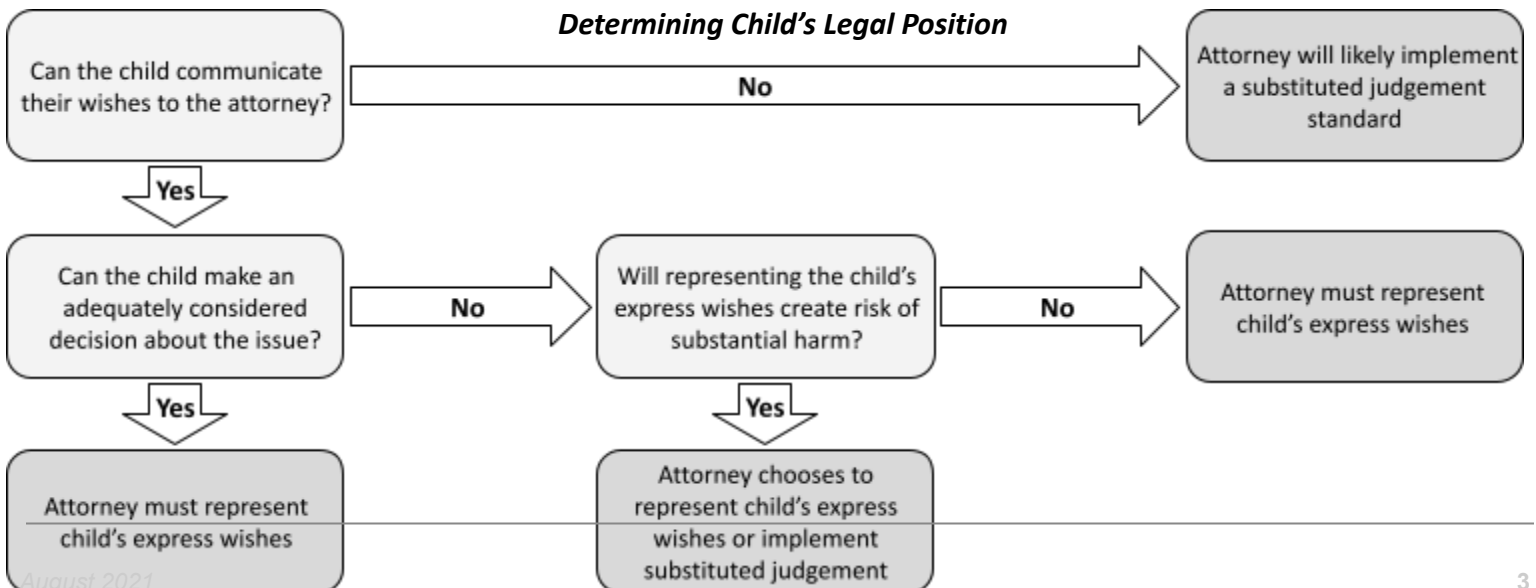 Determining Child's Legal Position
Can the child communicate
their wishes to the attorney?
No
Attorney will likely implement
a substituted judgement
standard
Yes
Can the child make an
adequately considered
decision about the issue?
No
Will representing the child's
express wishes create risk of
substantial harm?
No
Attorney must represent
child's express wishes
Yes
Yes
Attorney must represent
child's express wishes
Attorney chooses to
represent child's express
wishes or implement
substituted judgement
August 2021
3